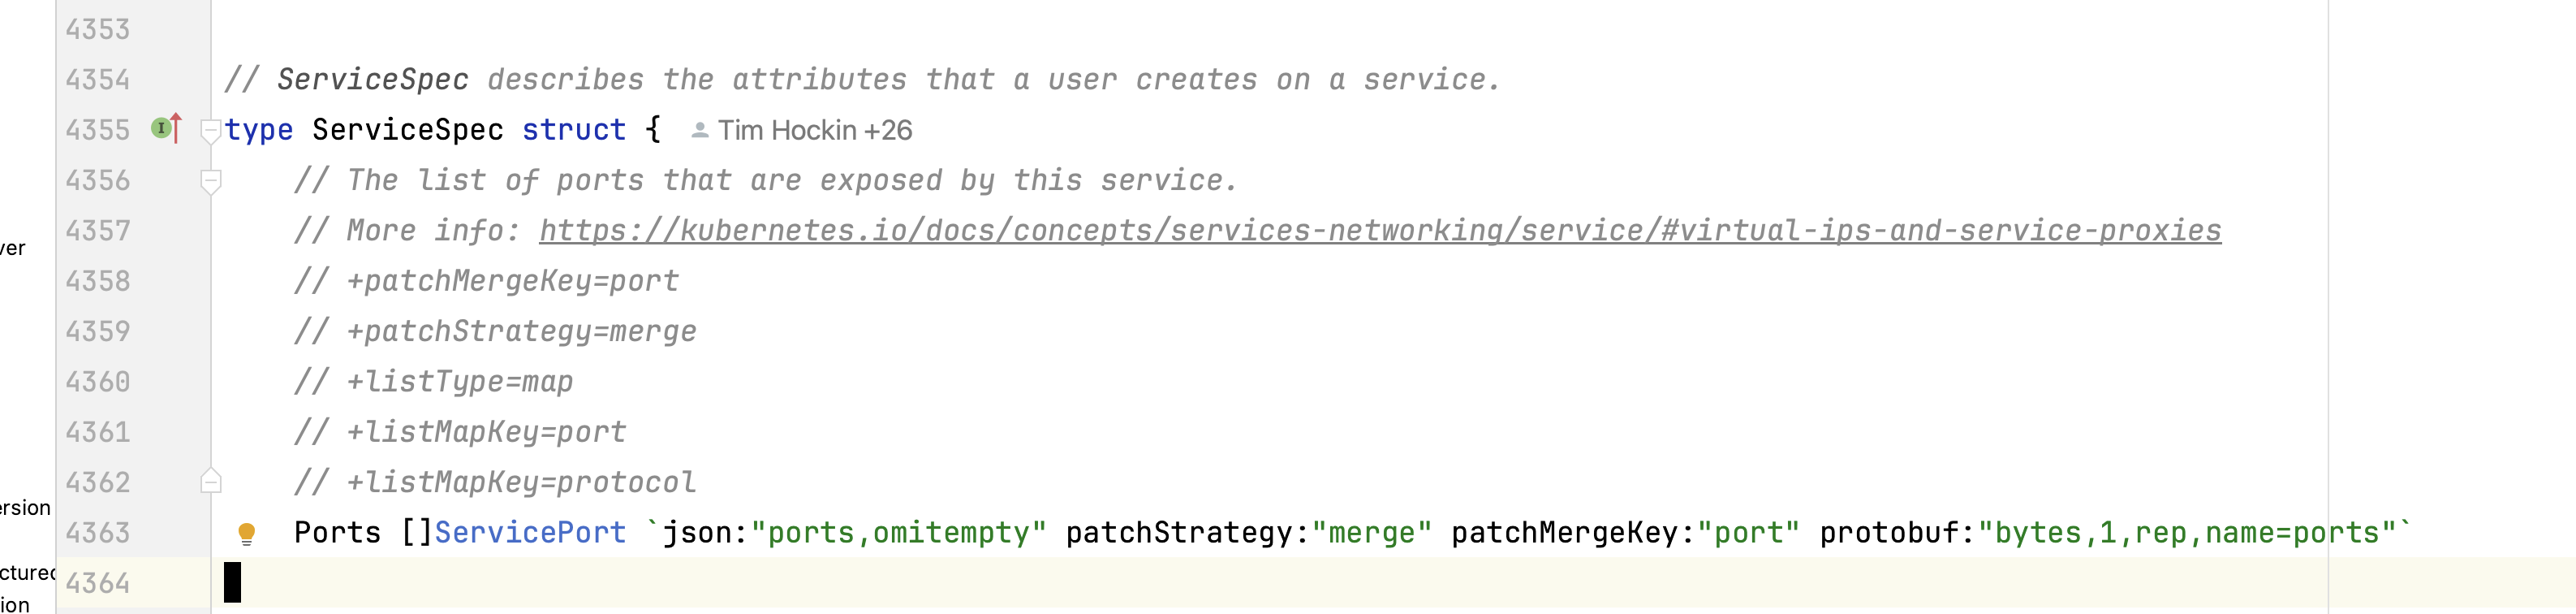 4353
4354 // ServiceSpec describes the attributes that a user creates on a service.
4355 type ServiceSpec struct { Tim Hockin +26
4356 // The list of ports that are exposed by this service.
ver
4357 // More info: https://kubernetes.io/docs/concepts/services-networking/service/#virtual-ips-and-service-proxies
4358 // +patchMergeKey=port
4359 // +patchStrategy=merge
4360 // +listType=map
4361 // +listMapKey=port
4362 // +listMapKey=protocol
ersion
4363 Ports []ServicePort `json:"ports,omitempty" patchStrategy:"merge" patchMergeKey:"port" protobuf:"bytes,1,rep,name=ports"`
4364
ion